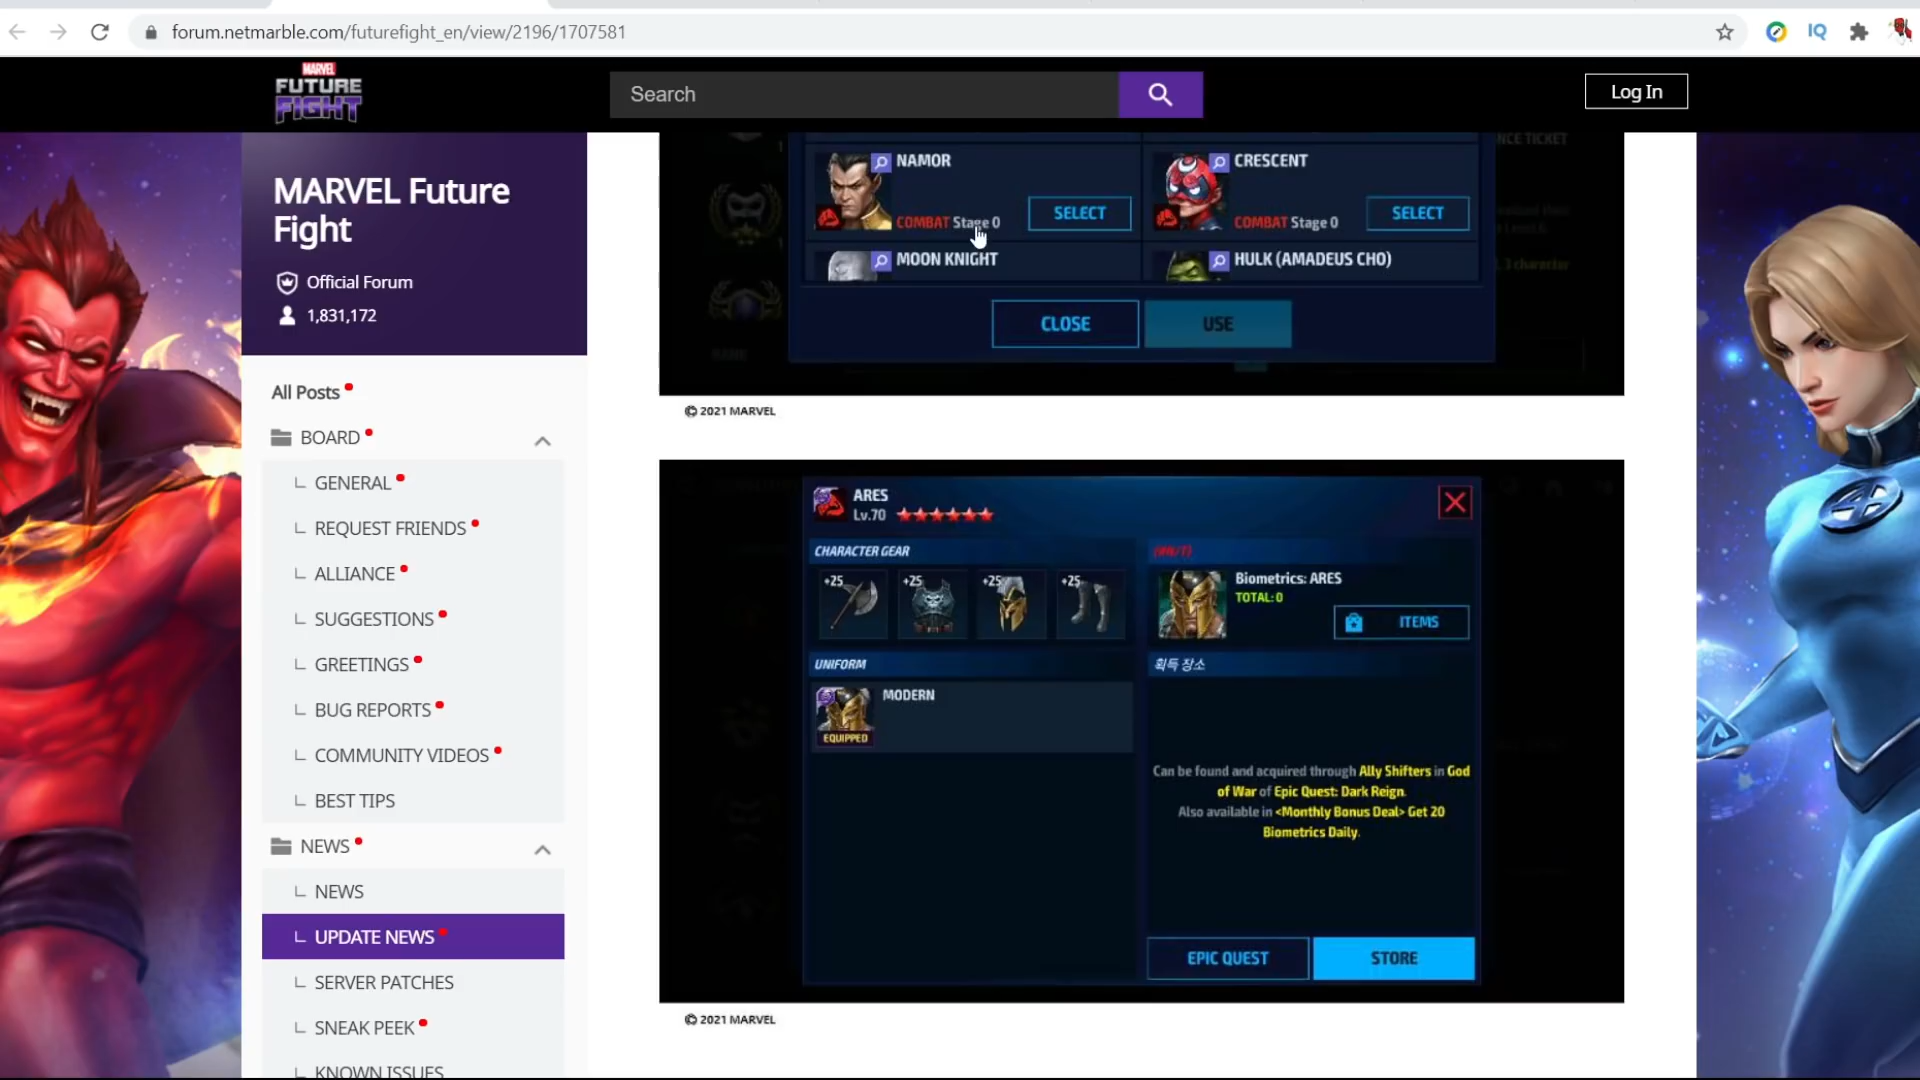 forum.netmarble.com/futurefight_en/view/2196/1707581
IQ
MARVEL
FUTURE
FIGHT
Search
Log In
MARVEL Future
Fight
Official Forum
1,831,172
All Posts
BOARD
GENERAL
REQUEST FRIENDS
ALLIANCE
SUGGESTIONS
GREETINGS
BUG REPORTS
COMMUNITY VIDEOS
BEST TIPS
NEWS
NEWS
UPDATE NEWS
SERVER PATCHES
SNEAK PEEK
KNOWN ISSUES
NAMOR
COMBAT Stage 0
SELECT
CRESCENT
COMBAT Stage 0
SELECT
MOON KNIGHT
HULK (AMADEUS CHO)
CLOSE
USE
RANK
© 2021 MARVEL
ARES
Lv.70
CHARACTER GEAR
+25
+25
+25
+25
UNIFORM
MODERN
EQUIPPED
Biometrics: ARES
TOTAL: 0
ITEMS
획득 장소
Can be found and acquired through Ally Shifters in God
of War of Epic Quest: Dark Reign.
Also available in <Monthly Bonus Deal> Get 20
Biometrics Daily.
EPIC QUEST
STORE
© 2021 MARVEL